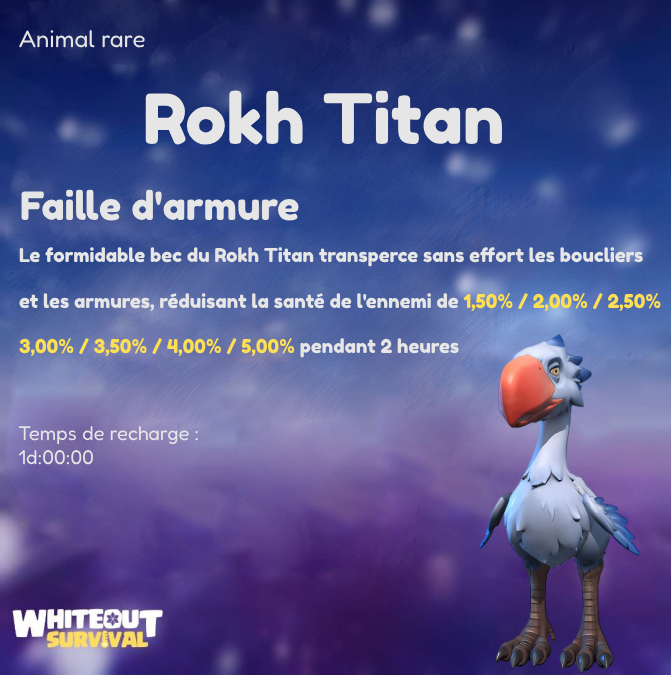 Animal rare
Rokh Titan
Faille d'armure
Le formidable bec du Rokh Titan transperce sans effort les boucliers
et les armures, réduisant la santé de l'ennemi de 1,50% / 2,00% / 2,50%
3,00% / 3,50% / 4,00% / 5,00% pendant 2 heures
Temps de recharge :
1d:00:00
WHITEOUT
SURVIVAL